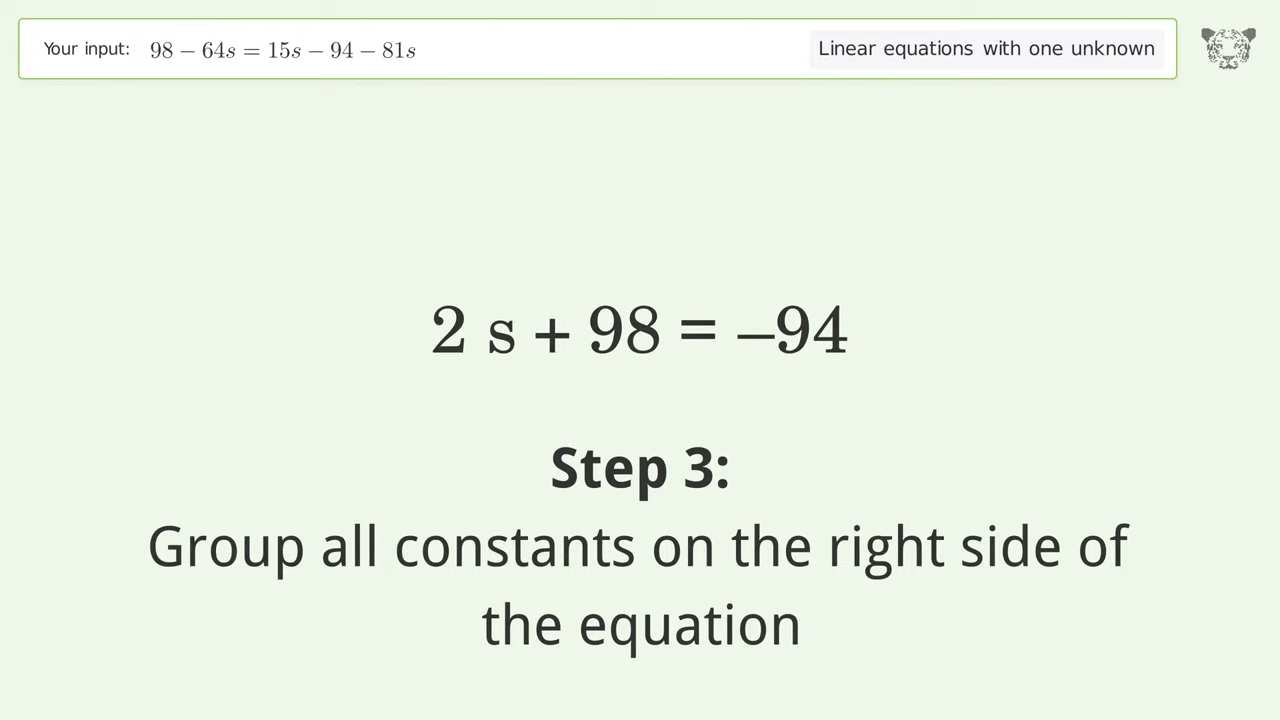 Your input: 98 − 64s = 15s − 94 − 81s
Linear equations with one unknown
2 s + 98 = –94
Step 3:
Group all constants on the right side of
the equation